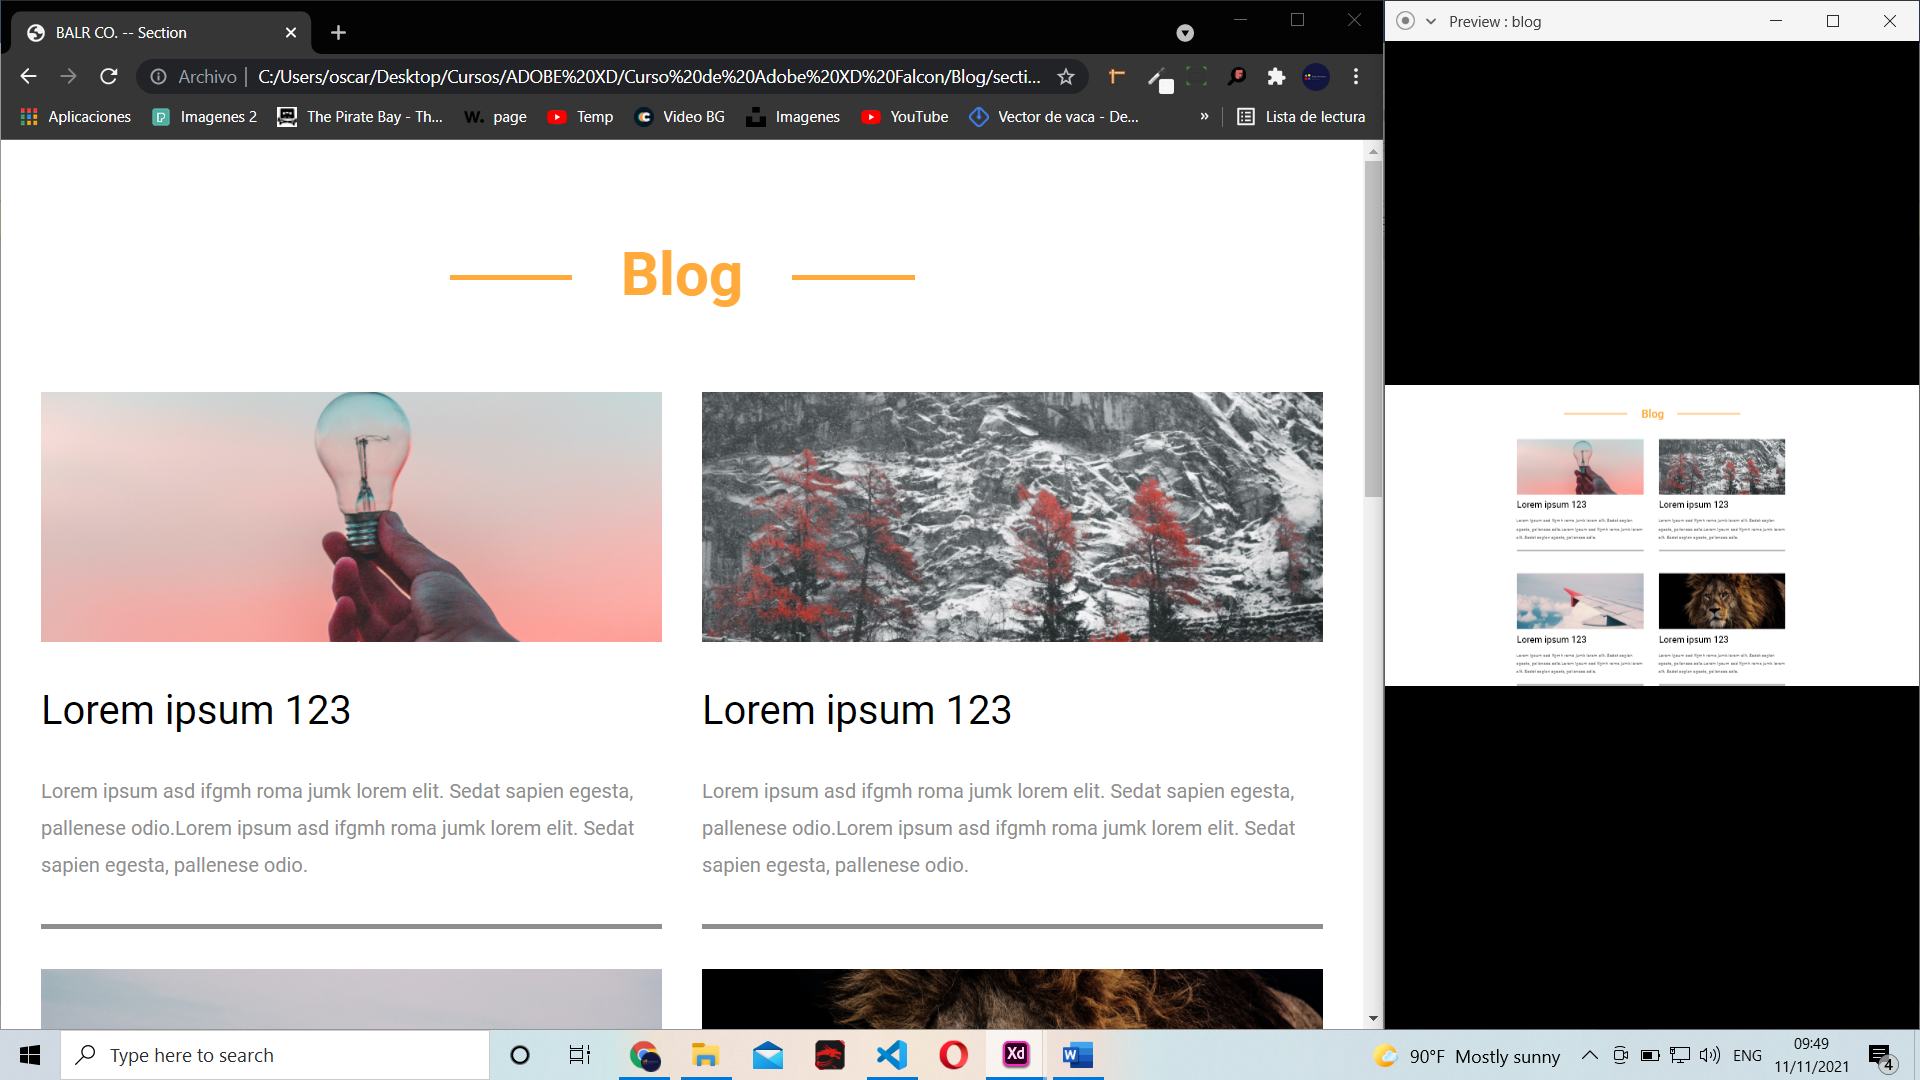 BALR CO. -- Section
Archivo
C:/Users/oscar/Desktop/Cursos/ADOBE%20XD/Curso%20de%20Adobe%20XD%20Falcon/Blog/secti...
Aplicaciones
Imagenes 2
The Pirate Bay - Th...
W. page
Temp
Video BG
Imagenes
YouTube
Vector de vaca - De...
»
Lista de lectura
Blog
Lorem ipsum 123
Lorem ipsum asd ifgmh roma jumk lorem elit. Sedat sapien egesta,
pallenese odio.Lorem ipsum asd ifgmh roma jumk lorem elit. Sedat
sapien egesta, pallenese odio.
Lorem ipsum 123
Lorem ipsum asd ifgmh roma jumk lorem elit. Sedat sapien egesta,
pallenese odio.Lorem ipsum asd ifgmh roma jumk lorem elit. Sedat
sapien egesta, pallenese odio.
Preview : blog
Blog
Lorem ipsum 123
Lorem ipsum 123
Lorem ipsum 123
Lorem ipsum 123
Type here to search
Xd
W
90°F Mostly sunny
ENG
09:49
11/11/2021
4